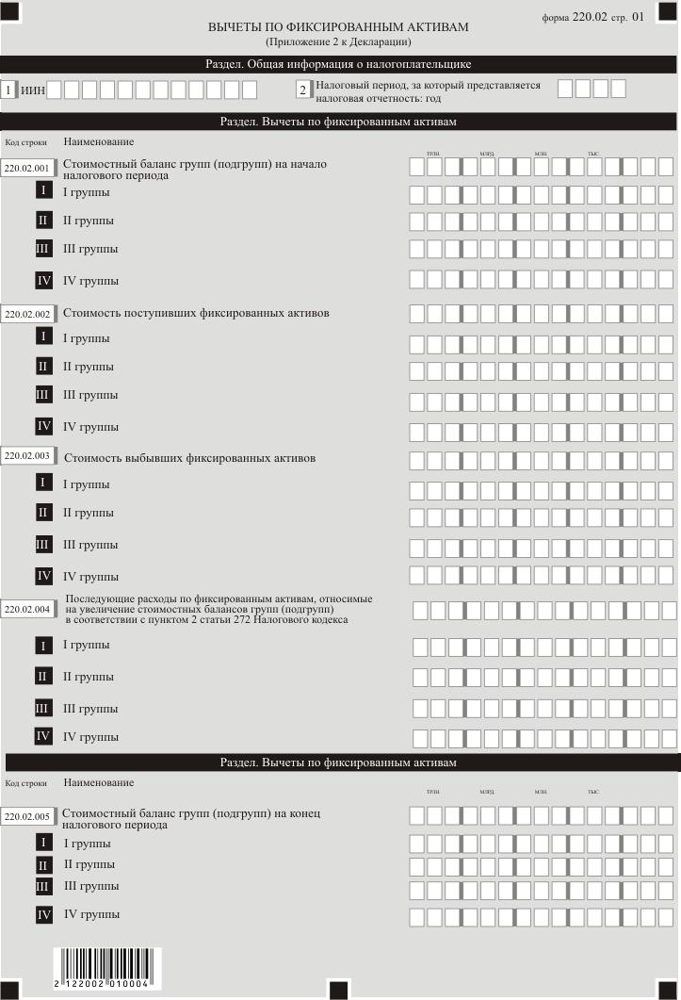 форма 220.02 стр. 01
ВЫЧЕТЫ ПО ФИКСИРОВАННЫМ АКТИВАМ
(Приложение 2 к Декларации)
Раздел. Общая информация о налогоплательщике
1 ИИН 2 Налоговый период, за который представляется
налоговая отчетность: год
Раздел. Вычеты по фиксированным активам
Код строки Наименование
ТРЛН. МЛРД. МЛН. ТЫС.
220.02.001 Стоимостный баланс групп (подгрупп) на начало
налогового периода
I I группы
II II группы
III III группы
IV IV группы
220.02.002 Стоимость поступивших фиксированных активов
I I группы
II II группы
III III группы
IV IV группы
220.02.003 Стоимость выбывших фиксированных активов
I I группы
II II группы
III III группы
IV IV группы
220.02.004 Последующие расходы по фиксированным активам, относимые
на увеличение стоимостных балансов групп (подгрупп)
в соответствии с пунктом 2 статьи 272 Налогового кодекса
I I группы
II II группы
III III группы
IV IV группы
Раздел. Вычеты по фиксированным активам
Код строки Наименование
ТРЛН. МЛРД. МЛН. ТЫС.
220.02.005 Стоимостный баланс групп (подгрупп) на конец
налогового периода
I I группы
II II группы
III III группы
IV IV группы
2 122002 010004